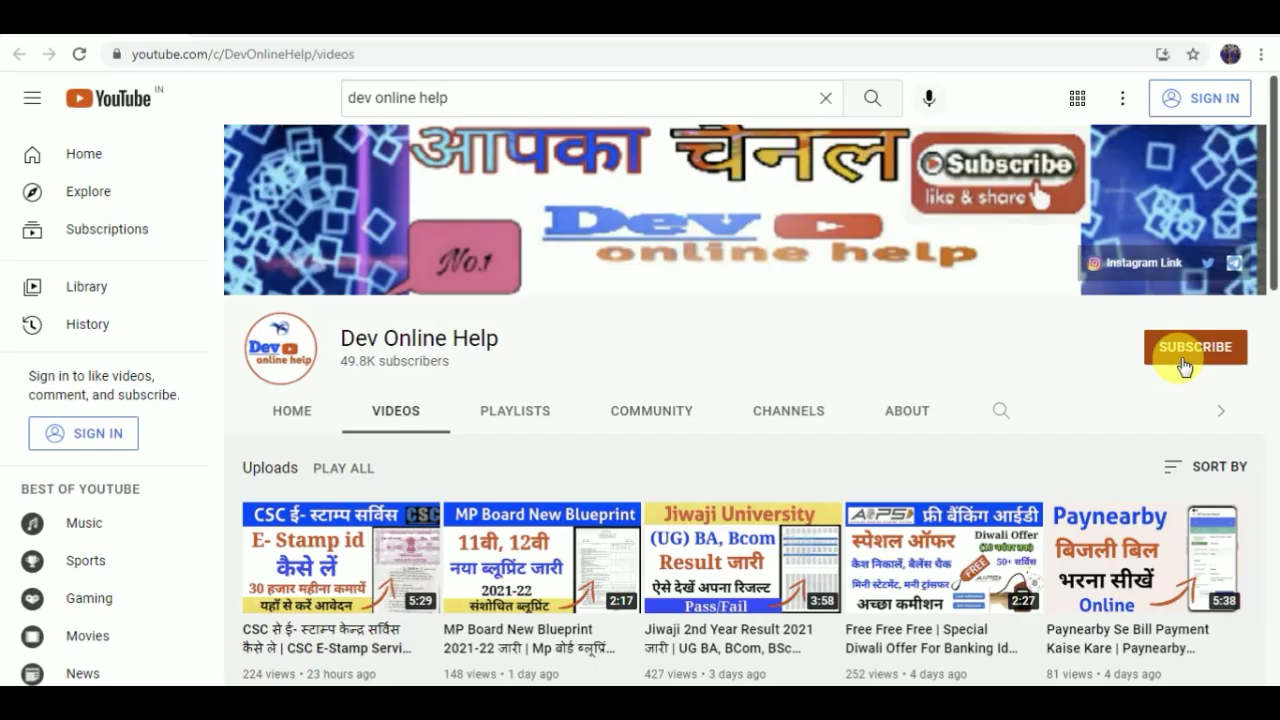 youtube.com/c/DevOnlineHelp/videos
YouTube IN
dev online help
SIGN IN
Home
Explore
Subscriptions
Library
History
Sign in to like videos,
comment, and subscribe.
SIGN IN
BEST OF YOUTUBE
Music
Sports
Gaming
Movies
News
आपका चैनल
Subscribe
like & share
Dev
online help
No.1
Instagram Link
Dev
online help
Dev Online Help
49.8K subscribers
SUBSCRIBE
HOME
VIDEOS
PLAYLISTS
COMMUNITY
CHANNELS
ABOUT
Uploads
PLAY ALL
SORT BY
CSC ई- स्टाम्प सर्विस CSC
E- Stamp id
कैसे लें
30 हजार महीना कमायें
यहाँ से करें आवेदन
5:29
CSC से ई- स्टाम्प केन्द्र सर्विस
कैसे ले | CSC E-Stamp Servi...
224 views • 23 hours ago
MP Board New Blueprint
11वी, 12वी
नया ब्लूप्रिंट जारी
2021-22
संशोधित ब्लूप्रिंट
2:17
MP Board New Blueprint
2021-22 जारी | Mp बोर्ड ब्लूप्रिं...
148 views • 1 day ago
Jiwaji University
(UG) BA, Bcom
Result जारी
ऐसे देखें अपना रिजल्ट
Pass/Fail
3:58
Jiwaji 2nd Year Result 2021
जारी | UG BA, BCom, BSc...
427 views • 3 days ago
फ्री बैंकिंग आईडी
स्पेशल ऑफर
Diwali Offer
कैश निकालें, बैलेंस चैक
50+ सर्विस
FREE
मिनी स्टेटमेंट, मनी ट्रांसफर
अच्छा कमीशन
2:27
Free Free Free | Special
Diwali Offer For Banking Id...
252 views • 4 days ago
Paynearby
बिजली बिल
भरना सीखें
Online
5:38
Paynearby Se Bill Payment
Kaise Kare | Paynearby...
81 views • 4 days ago